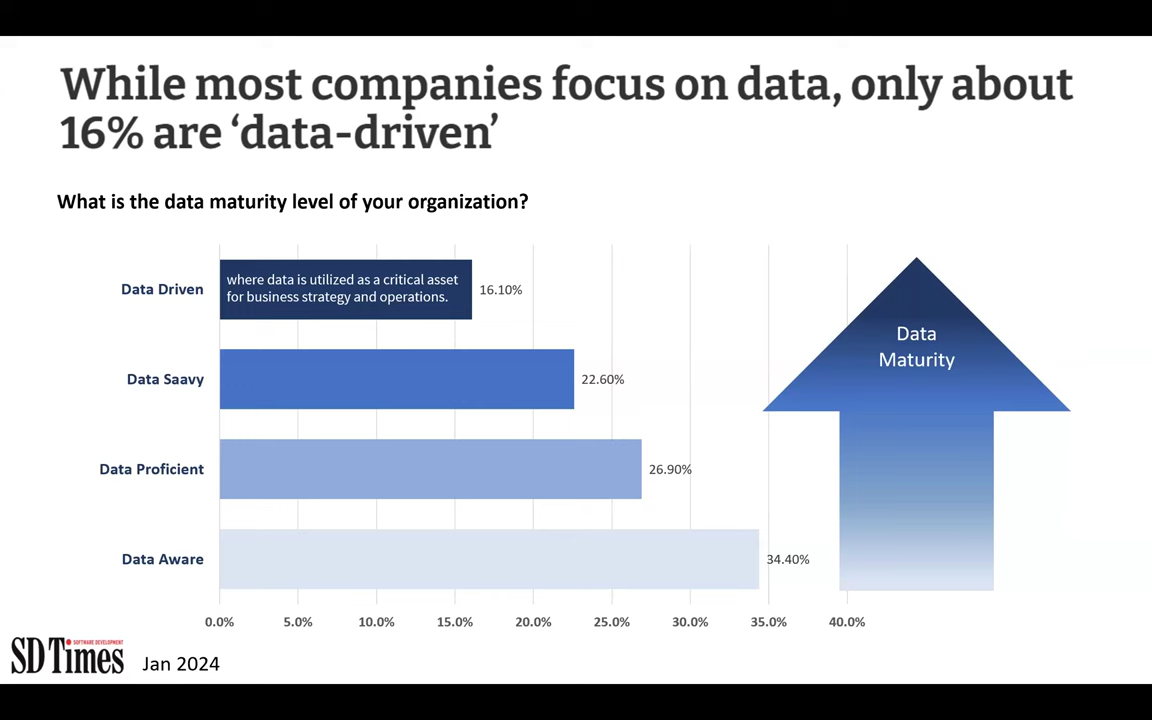 While most companies focus on data, only about
16% are ‘data-driven’
What is the data maturity level of your organization?
Data Driven
where data is utilized as a critical asset
for business strategy and operations.
16.10%
Data Saavy
22.60%
Data Proficient
26.90%
Data Aware
34.40%
0.0% 5.0% 10.0% 15.0% 20.0% 25.0% 30.0% 35.0% 40.0%
Data
Maturity
SOFTWARE DEVELOPMENT
SD Times
Jan 2024